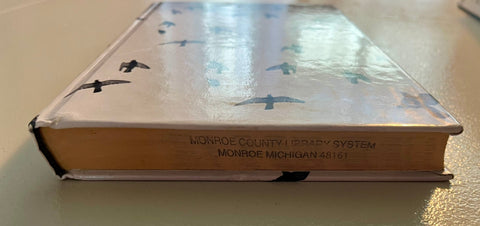 MONROE COUNTY LIBRARY SYSTEM
MONROE MICHIGAN 48161